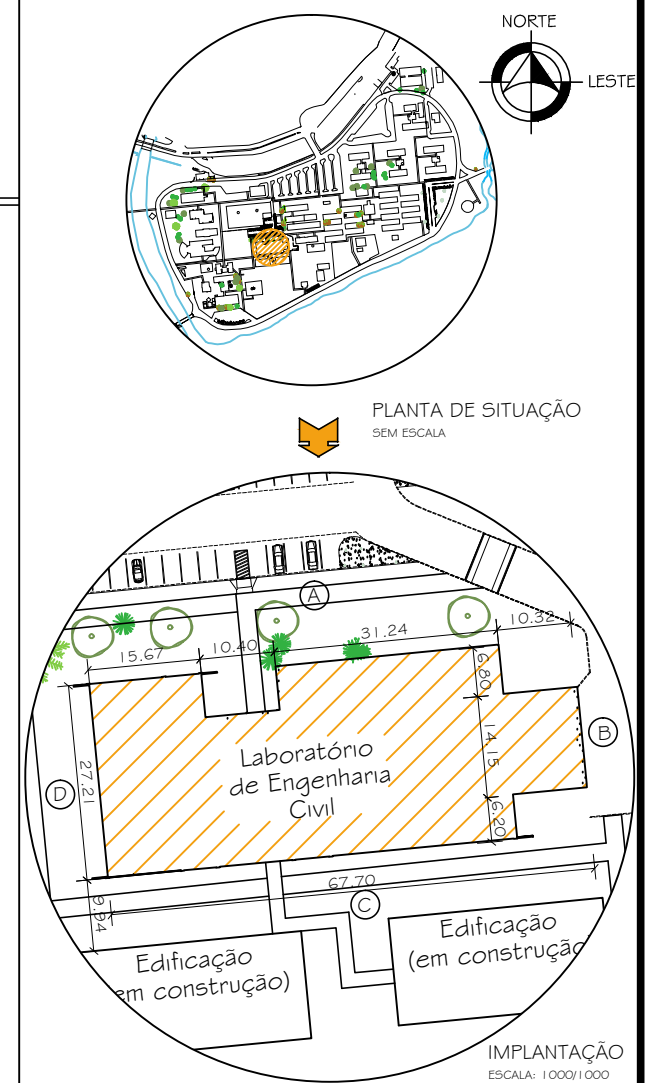 NORTE
LESTE
PLANTA DE SITUAÇÃO
SEM ESCALA
A
15.67
10.40
31.24
10.32
6.80
B
14.15
Laboratório
de Engenharia
Civil
27.21
D
6.20
67.70
C
9.94
Edificação
(em construção
Edificação
em construção)
IMPLANTAÇÃO
ESCALA: 1000/1000